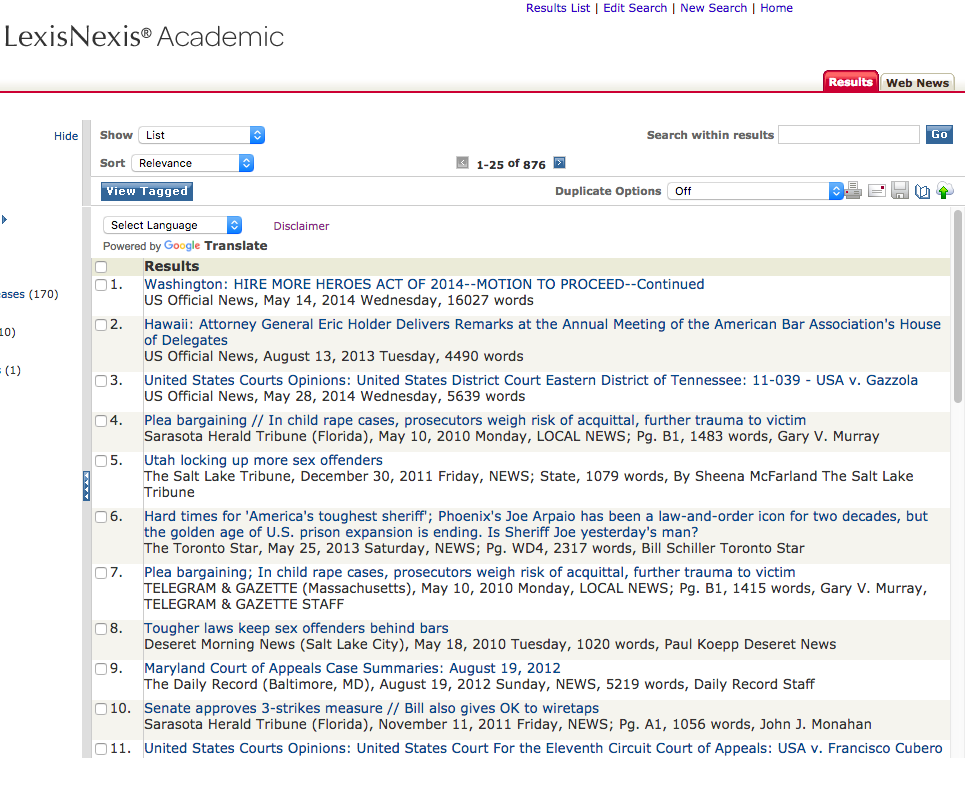 Results List | Edit Search | New Search | Home
LexisNexis® Academic
Results Web News
Hide
Show List
Search within results Go
Sort Relevance
1-25 of 876
View Tagged
Duplicate Options Off
Select Language
Disclaimer
Powered by Google Translate
Results
1. Washington: HIRE MORE HEROES ACT OF 2014--MOTION TO PROCEED--Continued
US Official News, May 14, 2014 Wednesday, 16027 words
ases (170)
2. Hawaii: Attorney General Eric Holder Delivers Remarks at the Annual Meeting of the American Bar Association's House
of Delegates
US Official News, August 13, 2013 Tuesday, 4490 words
10)
(1)
3. United States Courts Opinions: United States District Court Eastern District of Tennessee: 11-039 - USA v. Gazzola
US Official News, May 28, 2014 Wednesday, 5639 words
4. Plea bargaining // In child rape cases, prosecutors weigh risk of acquittal, further trauma to victim
Sarasota Herald Tribune (Florida), May 10, 2010 Monday, LOCAL NEWS; Pg. B1, 1483 words, Gary V. Murray
5. Utah locking up more sex offenders
The Salt Lake Tribune, December 30, 2011 Friday, NEWS; State, 1079 words, By Sheena McFarland The Salt Lake
Tribune
6. Hard times for 'America's toughest sheriff'; Phoenix's Joe Arpaio has been a law-and-order icon for two decades, but
the golden age of U.S. prison expansion is ending. Is Sheriff Joe yesterday's man?
The Toronto Star, May 25, 2013 Saturday, NEWS; Pg. WD4, 2317 words, Bill Schiller Toronto Star
7. Plea bargaining; In child rape cases, prosecutors weigh risk of acquittal, further trauma to victim
TELEGRAM & GAZETTE (Massachusetts), May 10, 2010 Monday, LOCAL NEWS; Pg. B1, 1415 words, Gary V. Murray,
TELEGRAM & GAZETTE STAFF
8. Tougher laws keep sex offenders behind bars
Deseret Morning News (Salt Lake City), May 18, 2010 Tuesday, 1020 words, Paul Koepp Deseret News
9. Maryland Court of Appeals Case Summaries: August 19, 2012
The Daily Record (Baltimore, MD), August 19, 2012 Sunday, NEWS, 5219 words, Daily Record Staff
10. Senate approves 3-strikes measure // Bill also gives OK to wiretaps
Sarasota Herald Tribune (Florida), November 11, 2011 Friday, NEWS; Pg. A1, 1056 words, John J. Monahan
11. United States Courts Opinions: United States Court For the Eleventh Circuit Court of Appeals: USA v. Francisco Cubero